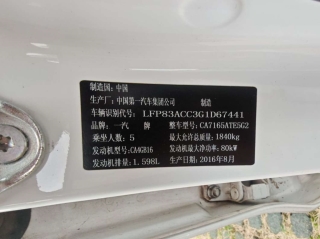 制造国：中国
生产厂：中国第一汽车集团公司 制造
车辆识别代号：LFP83ACC3G1D67441
品牌：一汽 牌 整车型号：CA7165ATE5G2
乘坐人数：5 最大允许总质量：1840kg
发动机型号：CA4GB16 发动机最大净功率：80kW
发动机排量：1.598L 生产日期：2016年8月